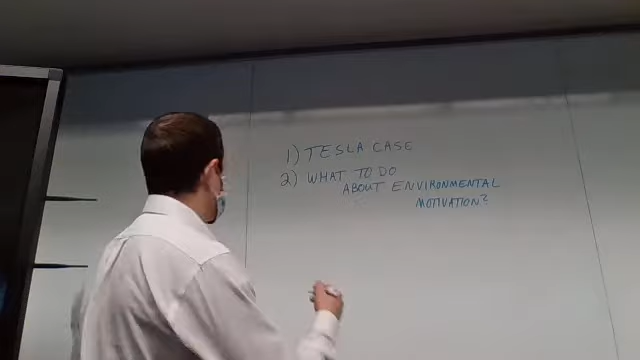 1) TESLA CASE
2) WHAT TO DO
ABOUT ENVIRONMENTAL
MOTIVATION?